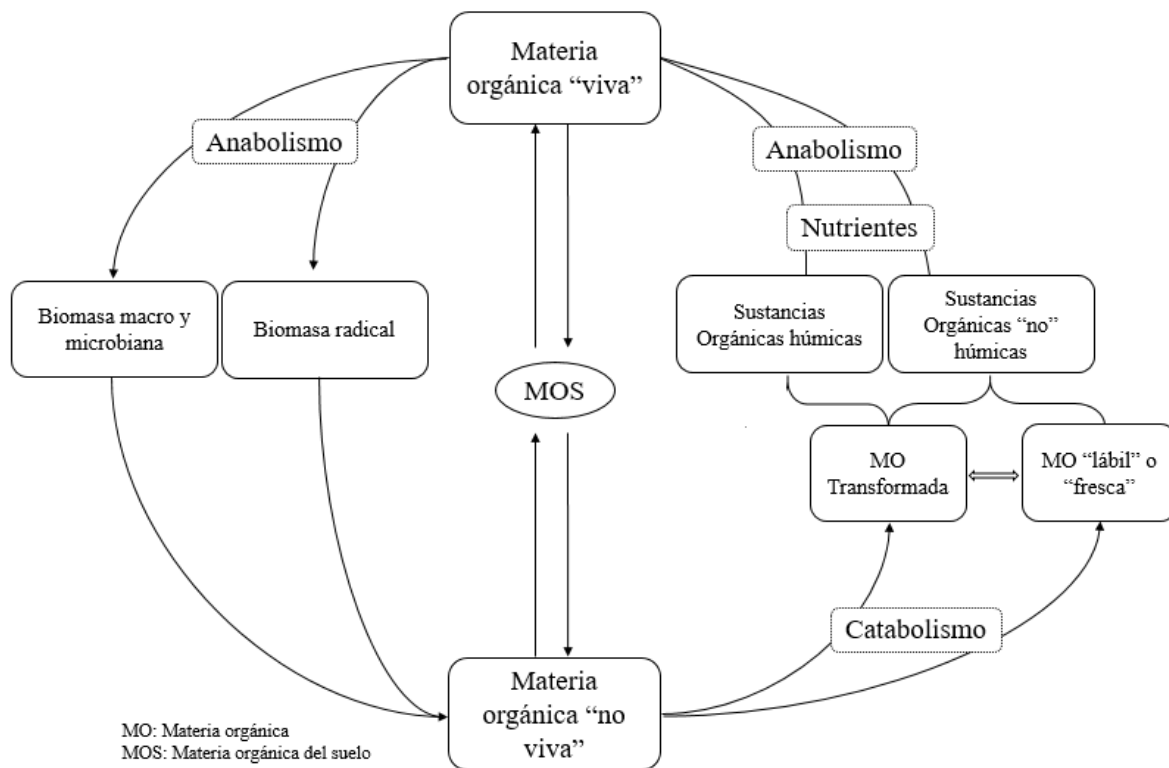 Materia
orgánica “viva”
Anabolismo
Anabolismo
Nutrientes
Biomasa macro y
microbiana
Biomasa radical
Sustancias
Orgánicas húmicas
Sustancias
Orgánicas “no”
húmicas
MOS
MO
Transformada
MO “lábil” o
“fresca”
Catabolismo
Materia
orgánica “no
viva”
MO: Materia orgánica
MOS: Materia orgánica del suelo